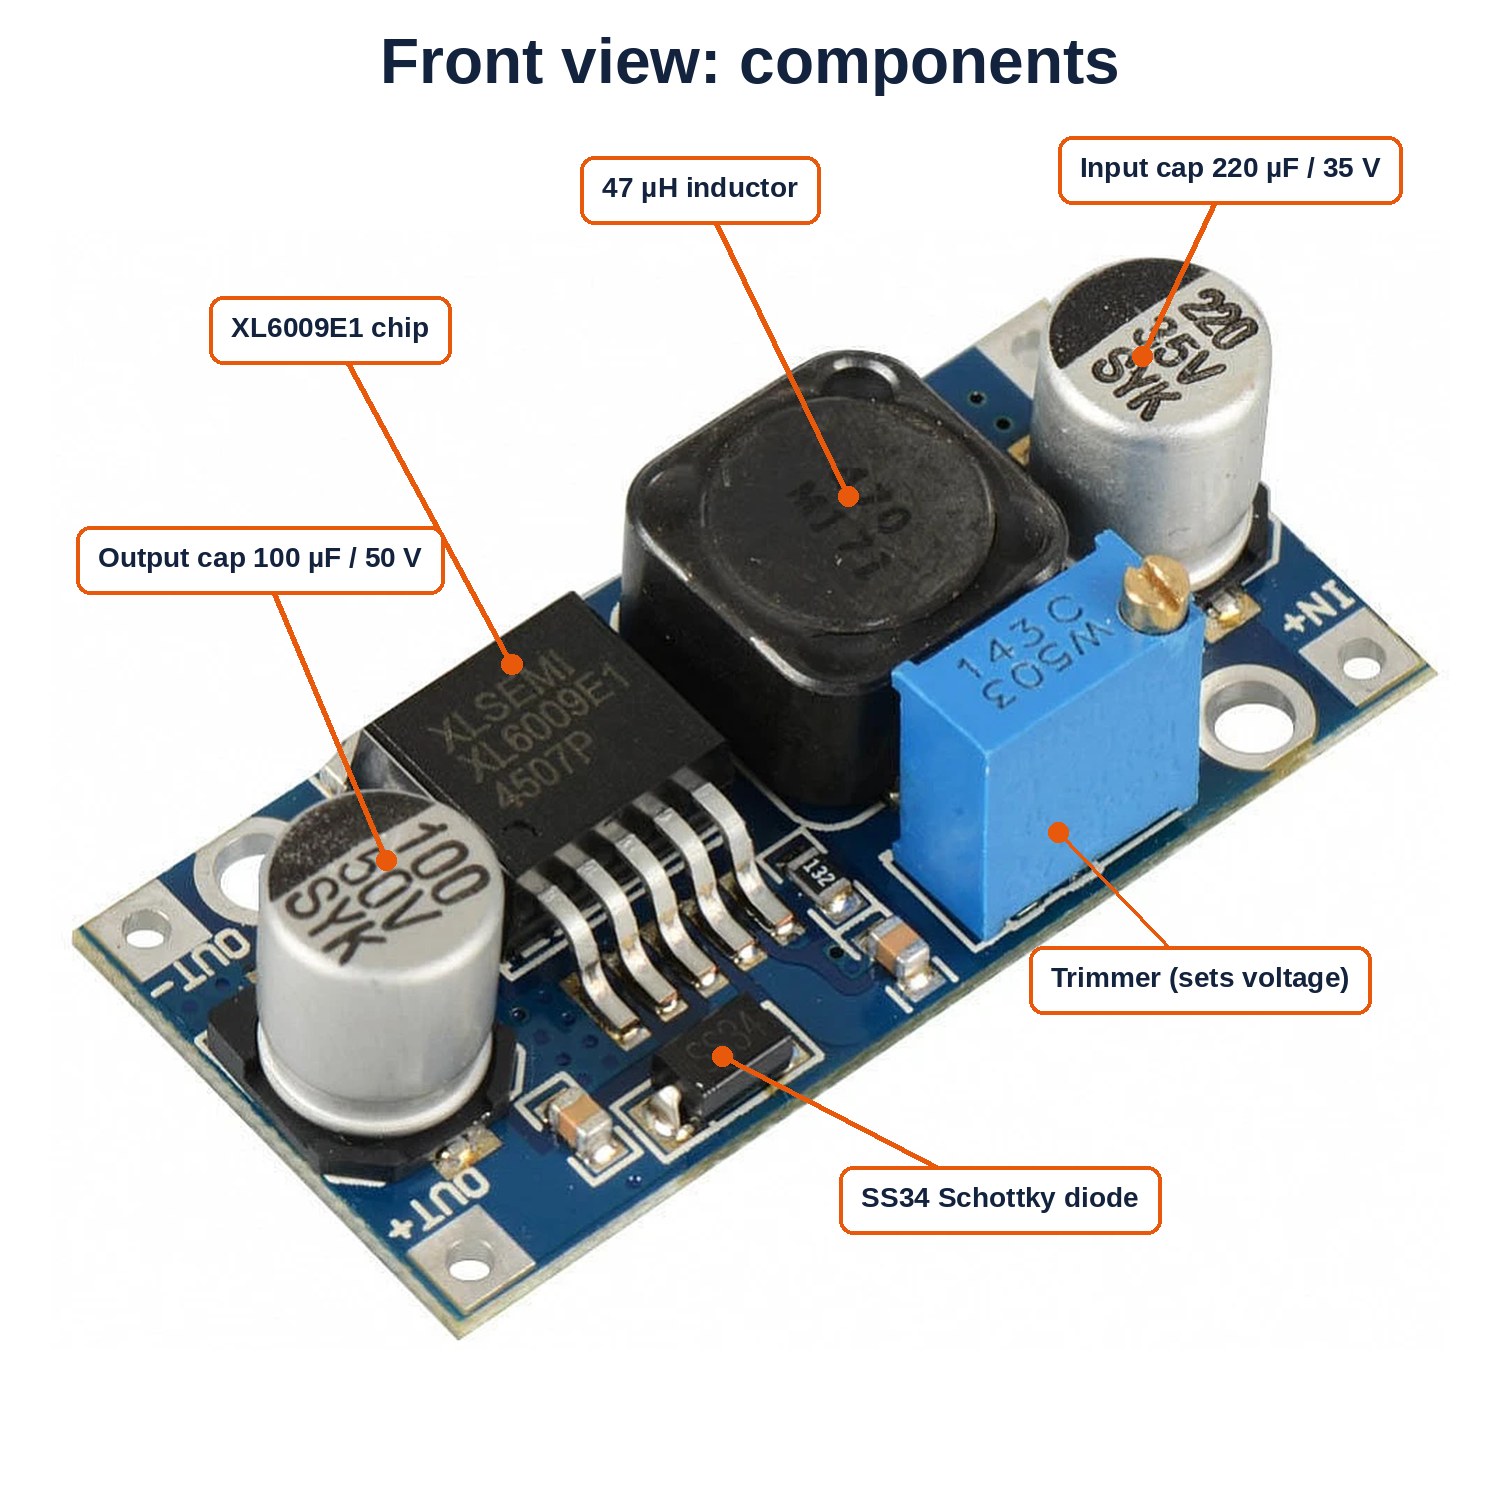 Front view: components
Input cap 220 µF / 35 V
47 µH inductor
XL6009E1 chip
Output cap 100 µF / 50 V
Trimmer (sets voltage)
SS34 Schottky diode
220
35V
SYK
470
IN+
143C
W503
XLSEMI
XL6009E1
4507P
132
100
50V
SYK
OUT-
SS34
OUT+